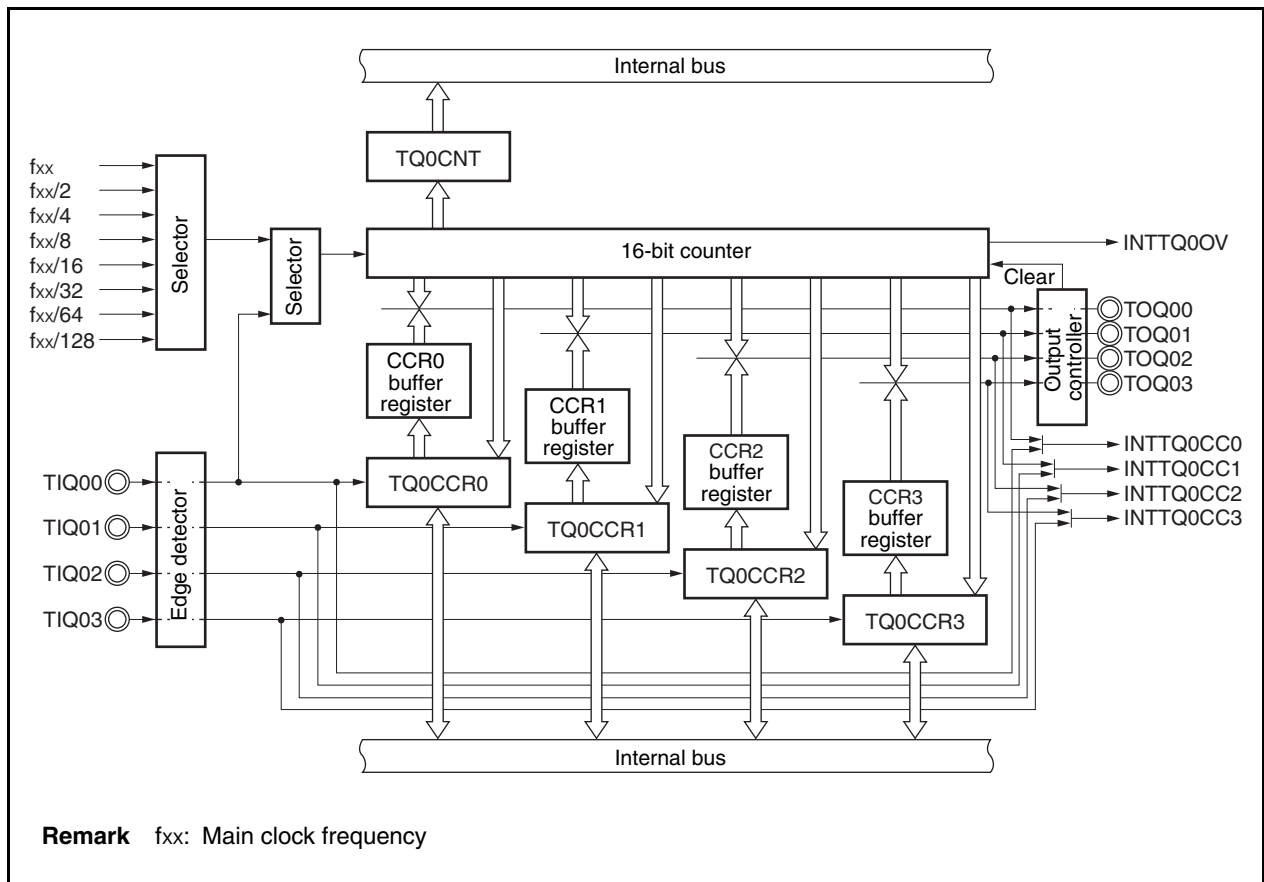 Internal bus
TQ0CNT
fxx
fxx/2
fxx/4
fxx/8
fxx/16
fxx/32
fxx/64
fxx/128
Selector
Selector
16-bit counter
INTTQ0OV
Clear
Output
controller
TOQ00
TOQ01
TOQ02
TOQ03
CCR0
buffer
register
CCR1
buffer
register
CCR2
buffer
register
CCR3
buffer
register
INTTQ0CC0
INTTQ0CC1
INTTQ0CC2
INTTQ0CC3
TIQ00
TIQ01
TIQ02
TIQ03
Edge detector
TQ0CCR0
TQ0CCR1
TQ0CCR2
TQ0CCR3
Internal bus
Remark fxx: Main clock frequency